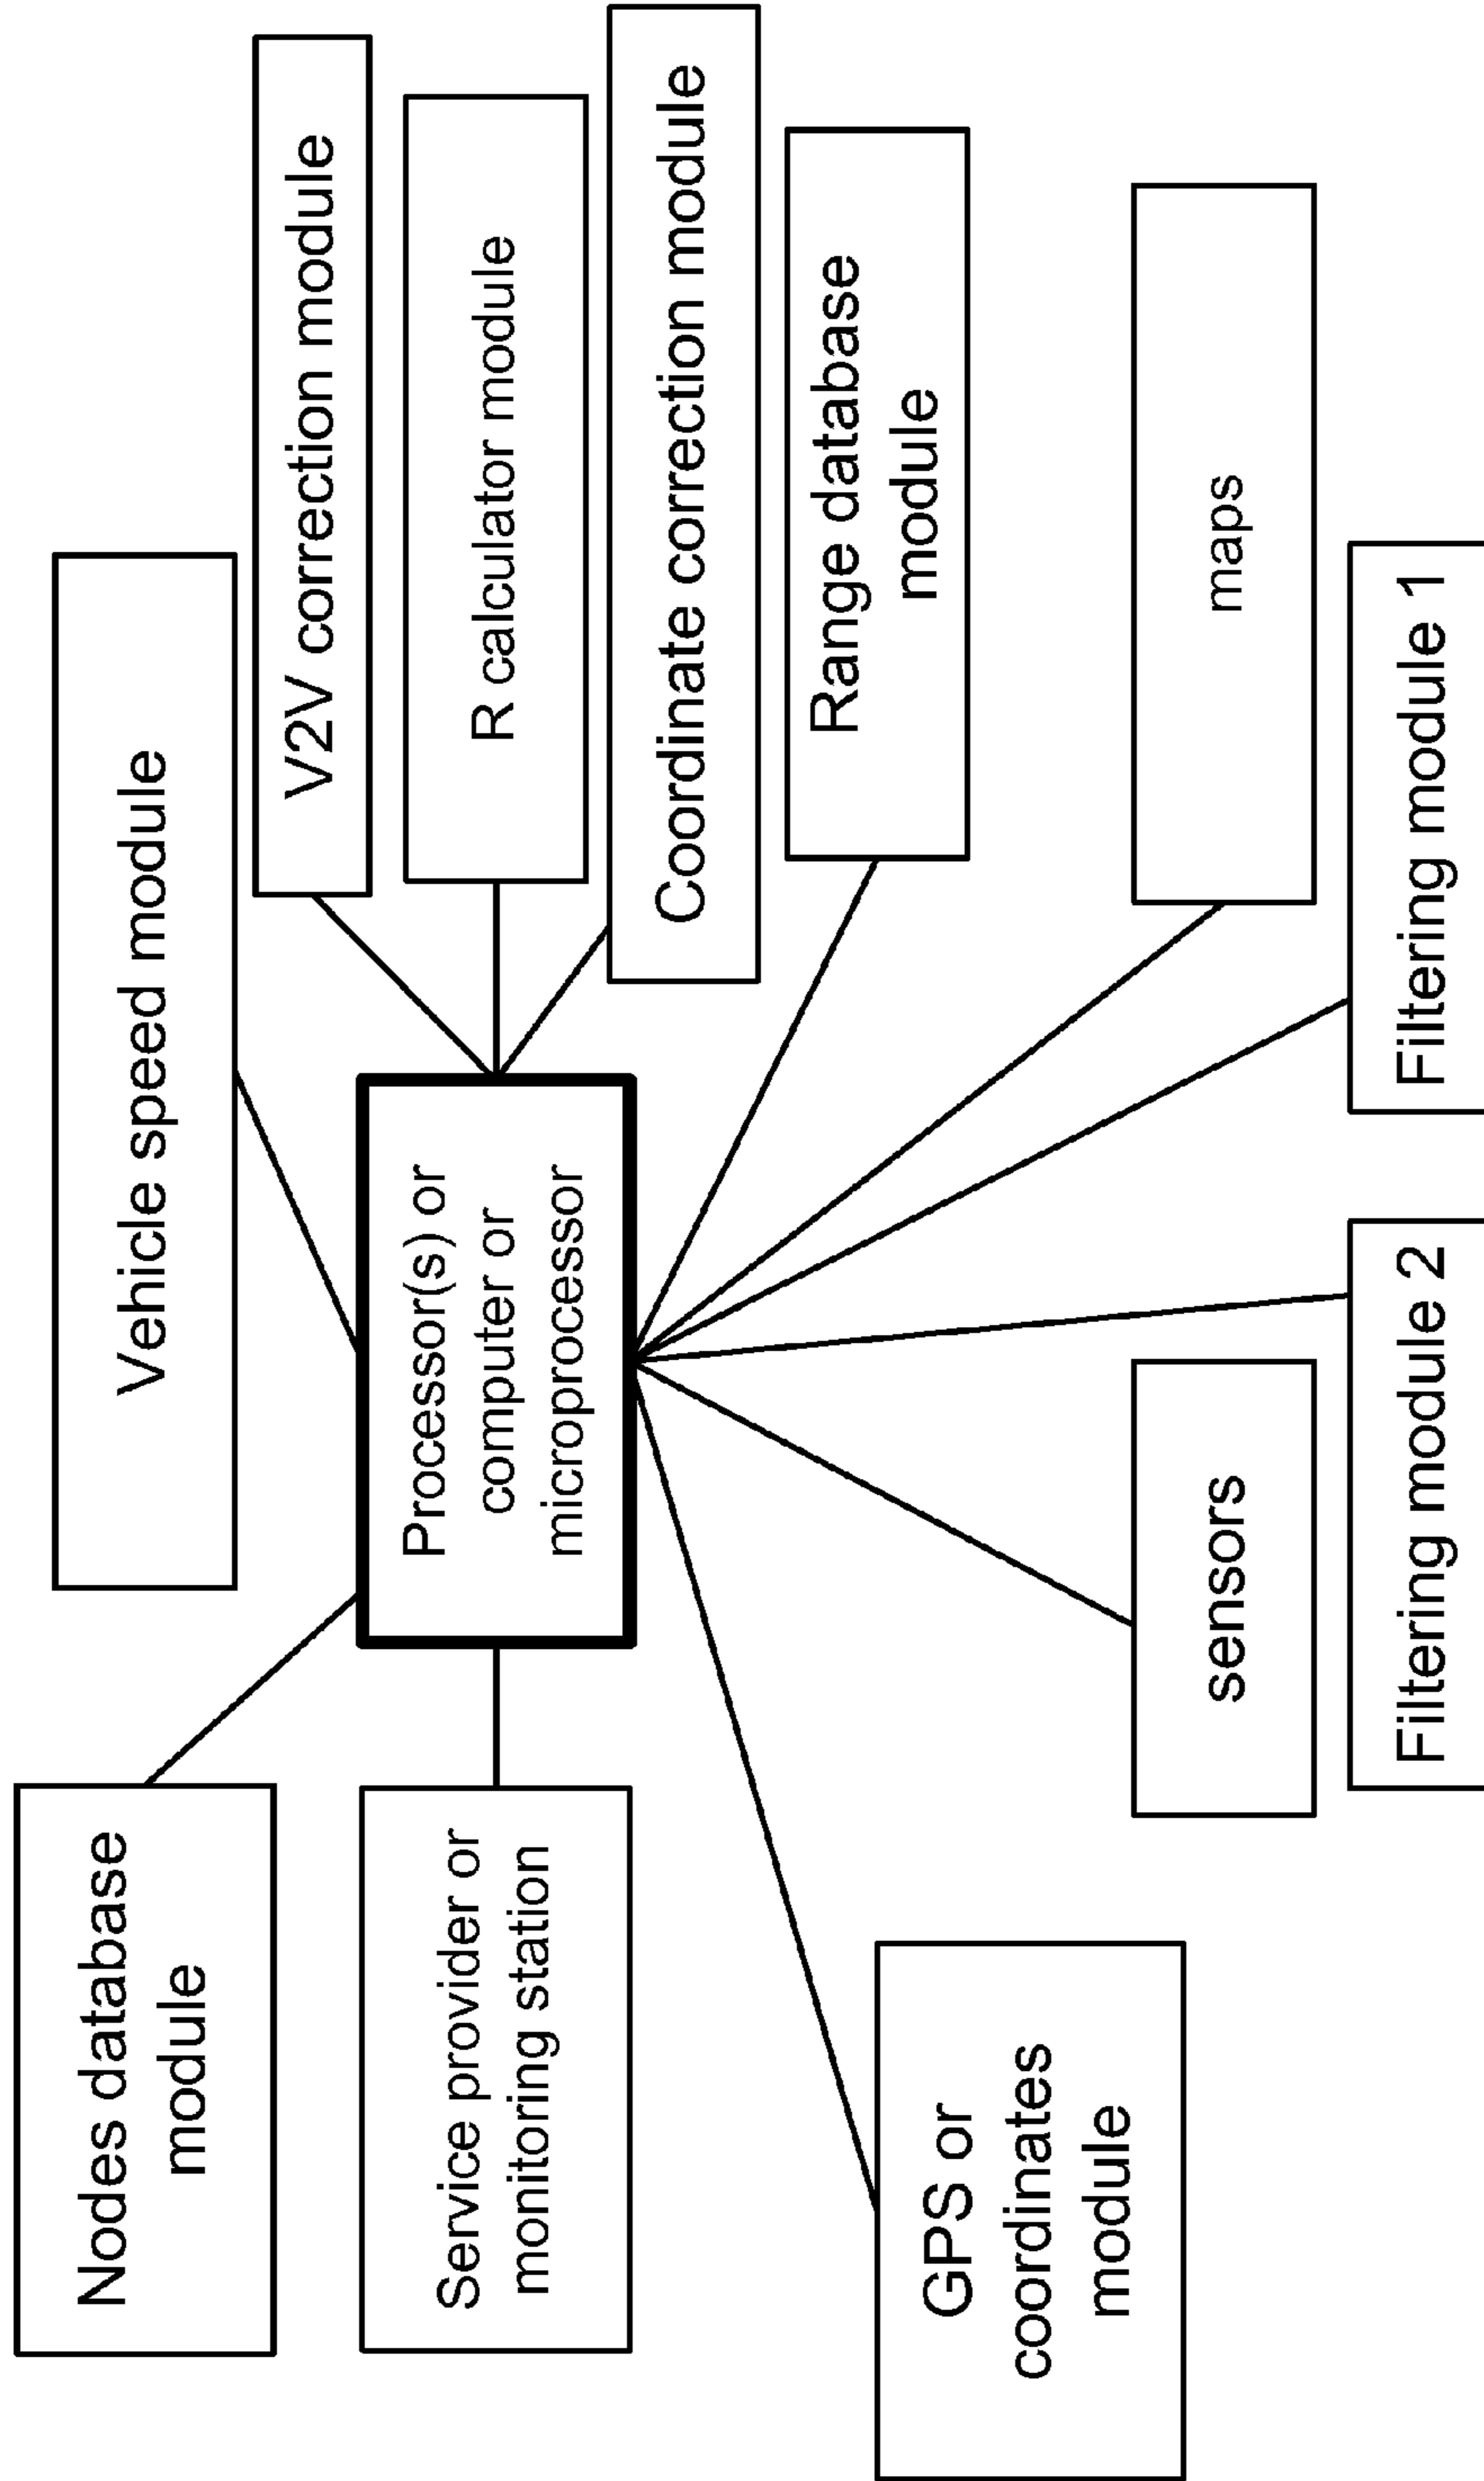 Nodes database
module
Vehicle speed module
V2V correction module
Service provider or
monitoring station
Processor(s) or
computer or
microprocessor
R calculator module
Coordinate correction module
Range database
module
GPS or
coordinates
module
sensors
maps
Filtering module 2
Filtering module 1